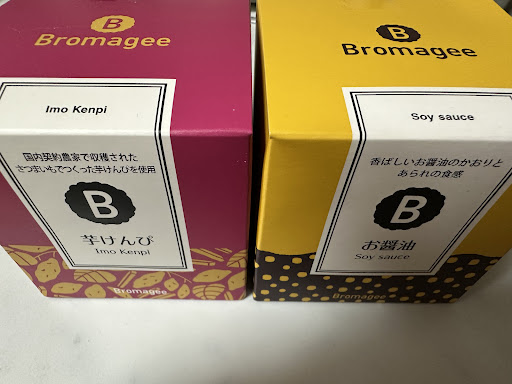 B
Bromagee
Imo Kenpi
国内契約農家で収穫された
さつまいもでつくった芋けんぴを使用
B
芋けんぴ
Imo Kenpi
Bromagee
B
Bromagee
Soy sauce
香ばしいお醤油のかおりと
あられの食感
B
お醤油
Soy sauce
Bromagee